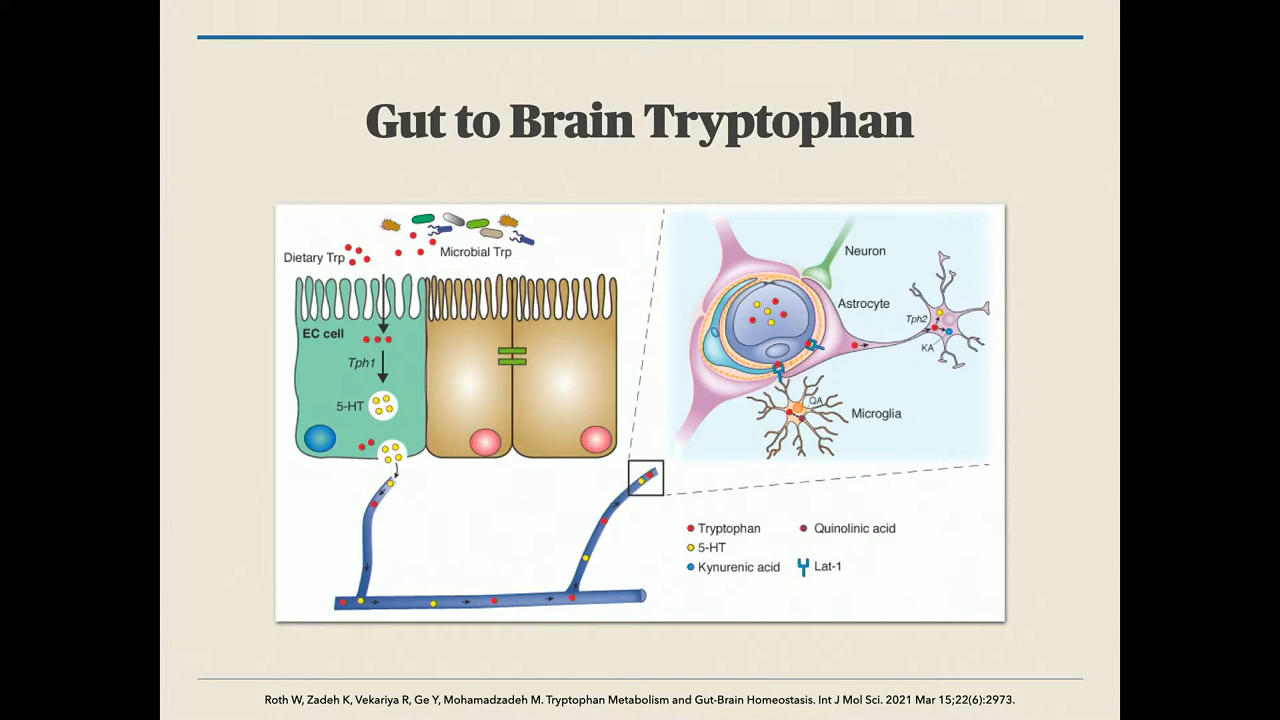 Gut to Brain Tryptophan
Dietary Trp
Microbial Trp
EC cell
Tph1
5-HT
Neuron
Astrocyte
Tph2
KA
QA
Microglia
Tryptophan
Quinolinic acid
5-HT
Kynurenic acid
Lat-1
Roth W, Zadeh K, Vekariya R, Ge Y, Mohamadzadeh M. Tryptophan Metabolism and Gut-Brain Homeostasis. Int J Mol Sci. 2021 Mar 15;22(6):2973.